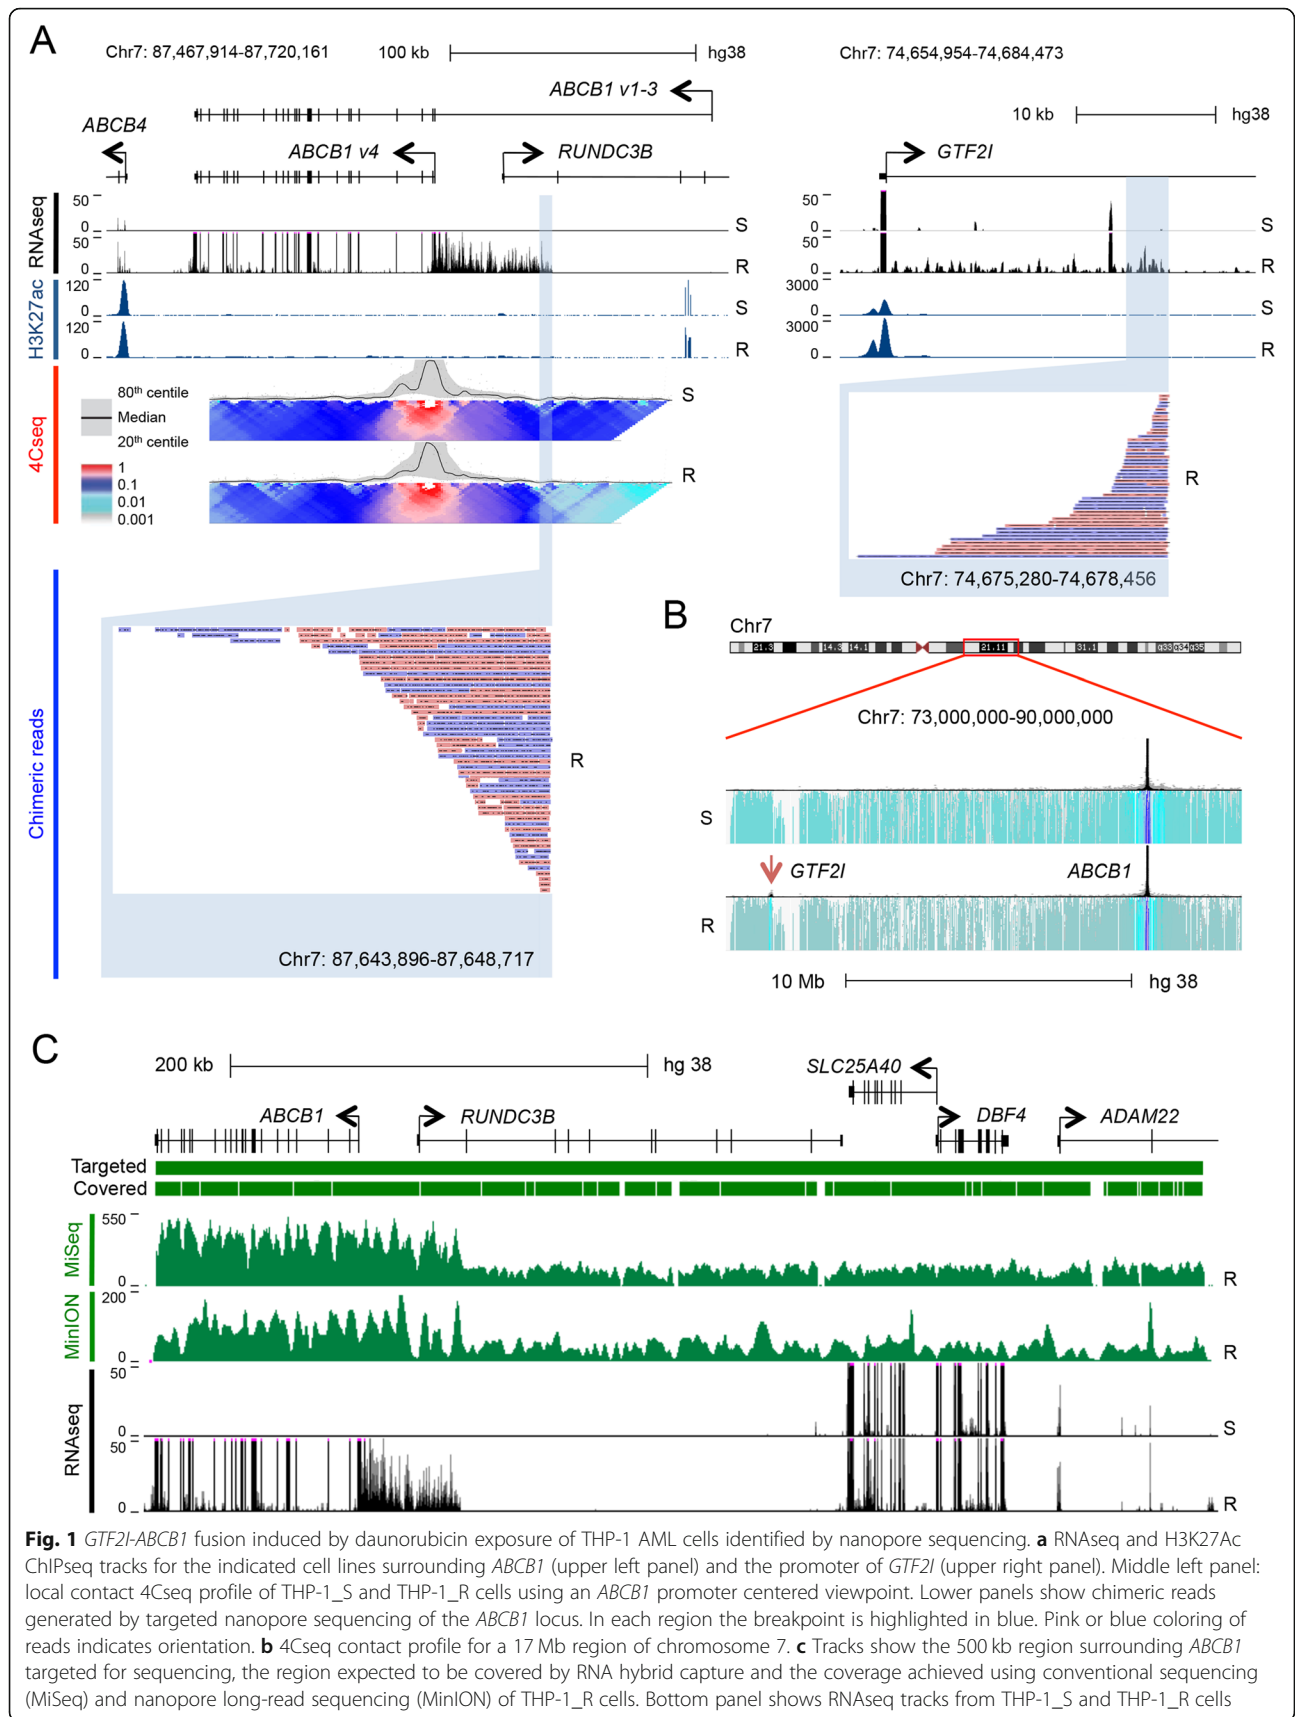 A
Chr7: 87,467,914-87,720,161
100 kb
hg38
Chr7: 74,654,954-74,684,473
ABCB1 v1-3
10 kb
hg38
ABCB4
ABCB1 v4
RUNDC3B
GTF2I
RNAseq
50
0
S
50
0
R
50
0
S
50
0
R
H3K27ac
120
0
S
120
0
R
3000
0
S
3000
0
R
4Cseq
80th centile
Median
20th centile
1
0.1
0.01
0.001
S
R
R
Chr7: 74,675,280-74,678,456
Chimeric reads
R
Chr7: 87,643,896-87,648,717
B
Chr7
21.3
14.3
14.1
21.11
31.1
q33
q34
q35
Chr7: 73,000,000-90,000,000
S
GTF2I
ABCB1
R
10 Mb
hg 38
C
200 kb
hg 38
SLC25A40
ABCB1
RUNDC3B
DBF4
ADAM22
Targeted
Covered
MiSeq
550
0
R
MinION
200
0
R
RNAseq
50
0
S
50
0
R
Fig. 1 GTF2I-ABCB1 fusion induced by daunorubicin exposure of THP-1 AML cells identified by nanopore sequencing. a RNAseq and H3K27Ac
ChIPseq tracks for the indicated cell lines surrounding ABCB1 (upper left panel) and the promoter of GTF2I (upper right panel). Middle left panel:
local contact 4Cseq profile of THP-1_S and THP-1_R cells using an ABCB1 promoter centered viewpoint. Lower panels show chimeric reads
generated by targeted nanopore sequencing of the ABCB1 locus. In each region the breakpoint is highlighted in blue. Pink or blue coloring of
reads indicates orientation. b 4Cseq contact profile for a 17 Mb region of chromosome 7. c Tracks show the 500 kb region surrounding ABCB1
targeted for sequencing, the region expected to be covered by RNA hybrid capture and the coverage achieved using conventional sequencing
(MiSeq) and nanopore long-read sequencing (MinION) of THP-1_R cells. Bottom panel shows RNAseq tracks from THP-1_S and THP-1_R cells